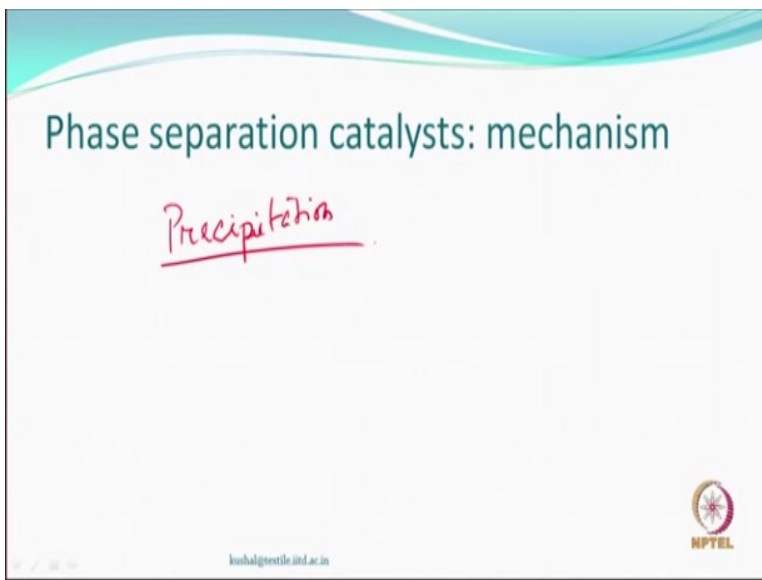 Phase separation catalysts: mechanism
Precipitation
NPTEL
kushal@textile.iitd.ac.in